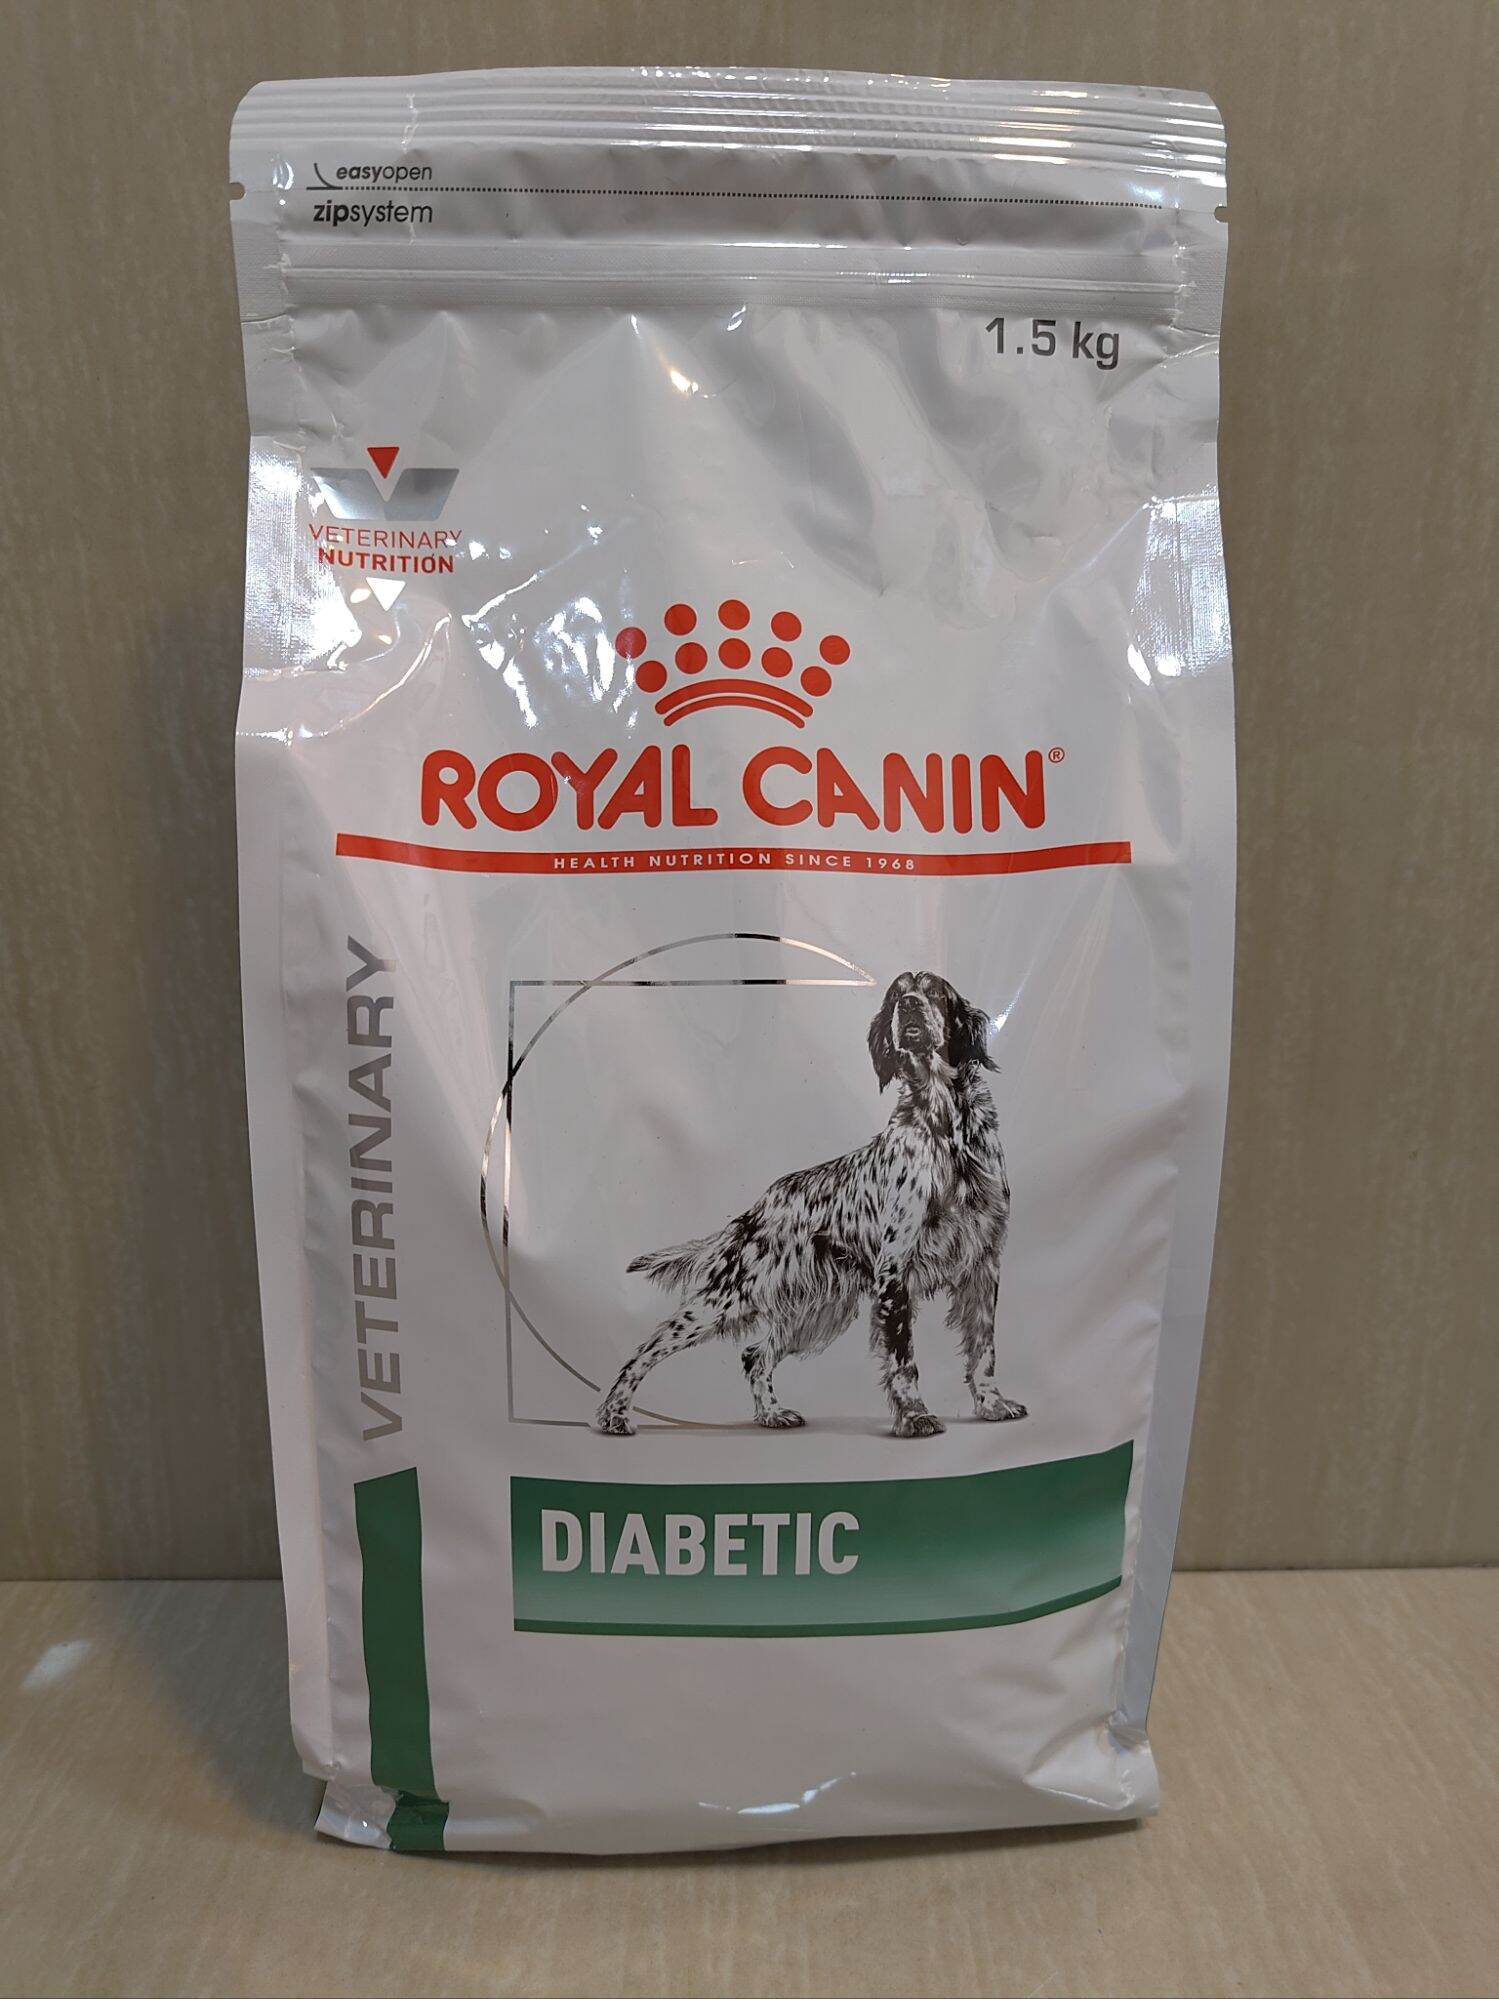 easyopen
zipsystem
1.5 kg
VETERINARY
NUTRITION
ROYAL CANIN®
HEALTH NUTRITION SINCE 1968
VETERINARY
DIABETIC